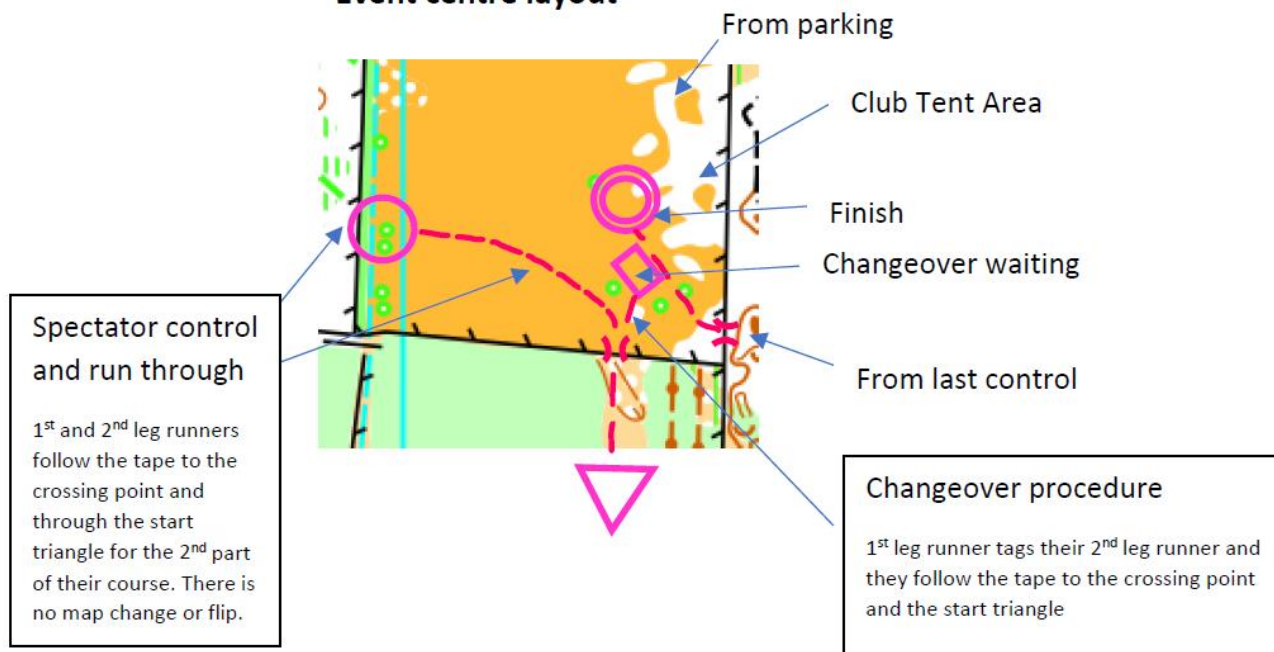 Event centre layout
From parking
Club Tent Area
Finish
Changeover waiting
From last control
Spectator control
and run through
1st and 2nd leg runners
follow the tape to the
crossing point and
through the start
triangle for the 2nd part
of their course. There is
no map change or flip.
Changeover procedure
1st leg runner tags their 2nd leg runner and
they follow the tape to the crossing point
and the start triangle